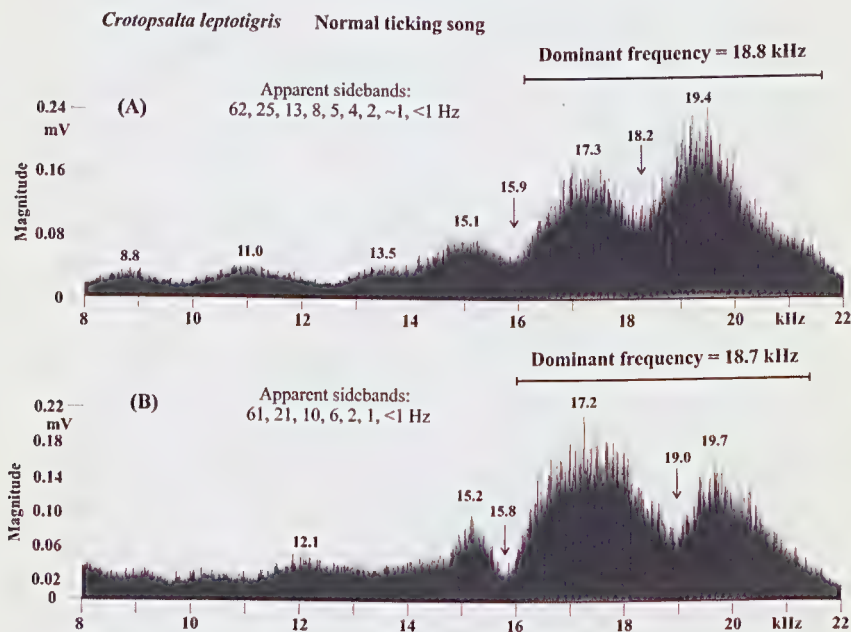 Crotopsalta leptotigris Normal ticking song
Dominant frequency = 18.8 kHz
(A)
Apparent sidebands:
62, 25, 13, 8, 5, 4, 2, ~1, <1 Hz
0.24
mV
0.16
0.08
0
Magnitude
8.8
11.0
13.5
15.1
15.9
17.3
18.2
19.4
8 10 12 14 16 18 20 kHz 22
Dominant frequency = 18.7 kHz
(B)
Apparent sidebands:
61, 21, 10, 6, 2, 1, <1 Hz
0.22
mV
0.18
0.14
0.10
0.06
0.02
0
Magnitude
12.1
15.2
15.8
17.2
19.0
19.7
8 10 12 14 16 18 20 kHz 22